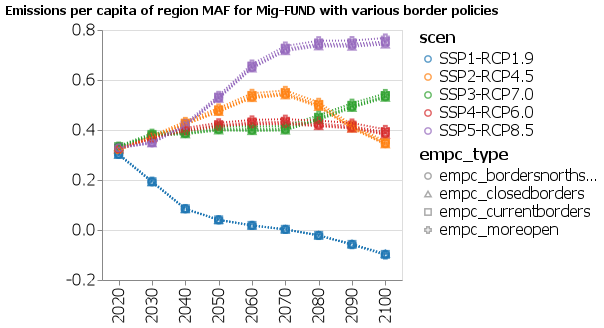 Emissions per capita of region MAF for Mig-FUND with various border policies
0.8
0.6
0.4
0.2
0.0
-0.2
2020
2030
2040
2050
2060
2070
2080
2090
2100
scen
SSP1-RCP1.9
SSP2-RCP4.5
SSP3-RCP7.0
SSP4-RCP6.0
SSP5-RCP8.5
empc_type
empc_bordersnorths...
empc_closedborders
empc_currentborders
empc_moreopen